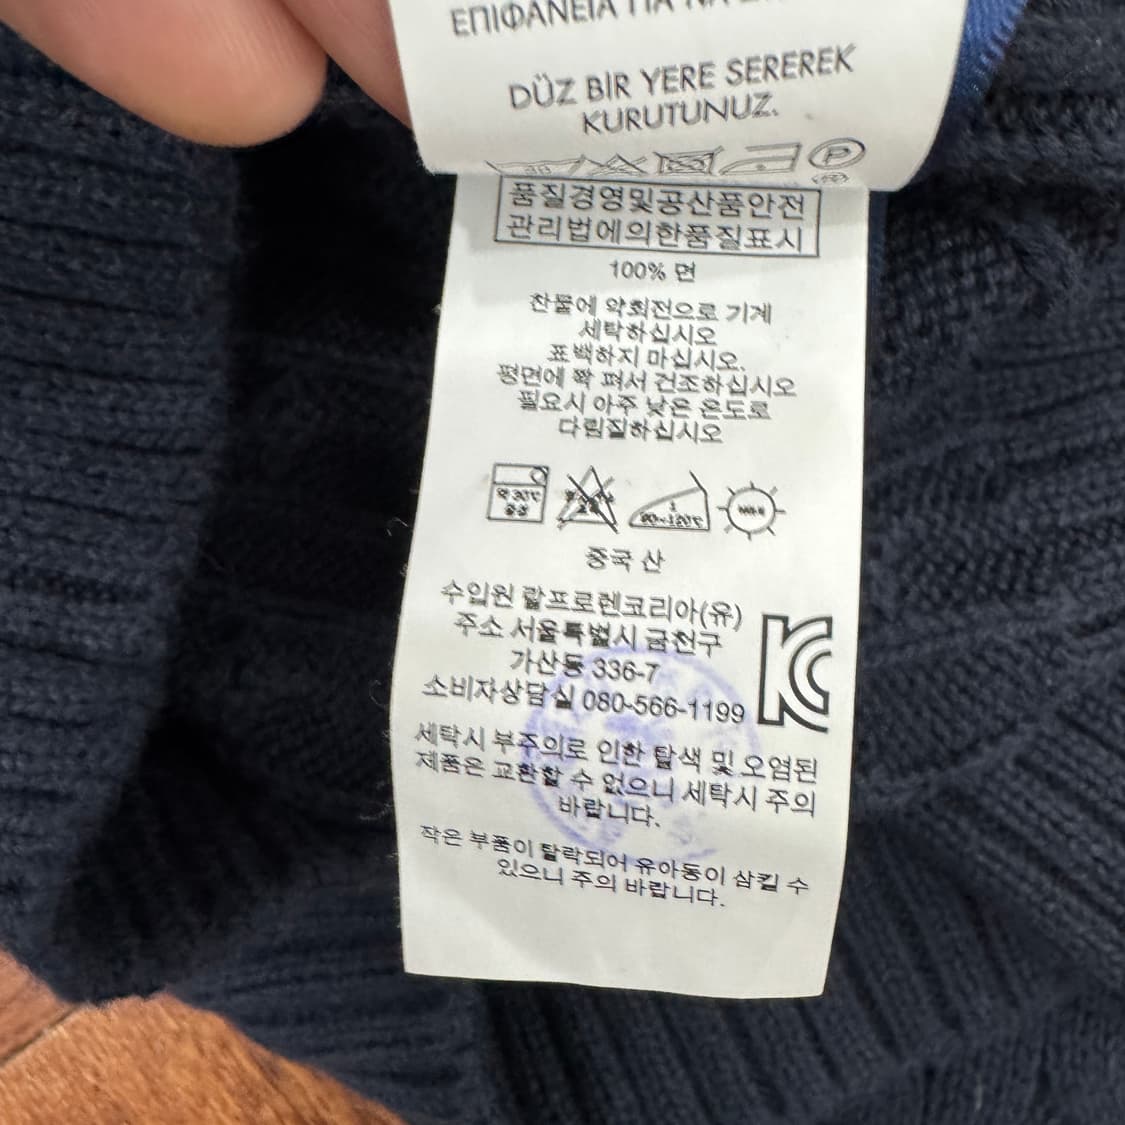 ΕΠΙΦΑΝΕΙΑ ΓΙΑ ΝΑ
DÜZ BİR YERE SEREREK
KURUTUNUZ.
P
품질경영및공산품안전
관리법에의한품질표시
100% 면
찬물에 약회전으로 기계
세탁하십시오
표백하지 마십시오.
평면에 쫙 펴서 건조하십시오
필요시 아주 낮은 온도로
다림질하십시오
약 30℃
중성
1
80~120℃
중국 산
수입원 랄프로렌코리아(유)
주소 서울특별시 금천구
가산동 336-7
소비자상담실 080-566-1199
세탁시 부주의로 인한 탈색 및 오염된
제품은 교환할 수 없으니 세탁시 주의
바랍니다.
작은 부품이 탈락되어 유아동이 삼킬 수
있으니 주의 바랍니다.